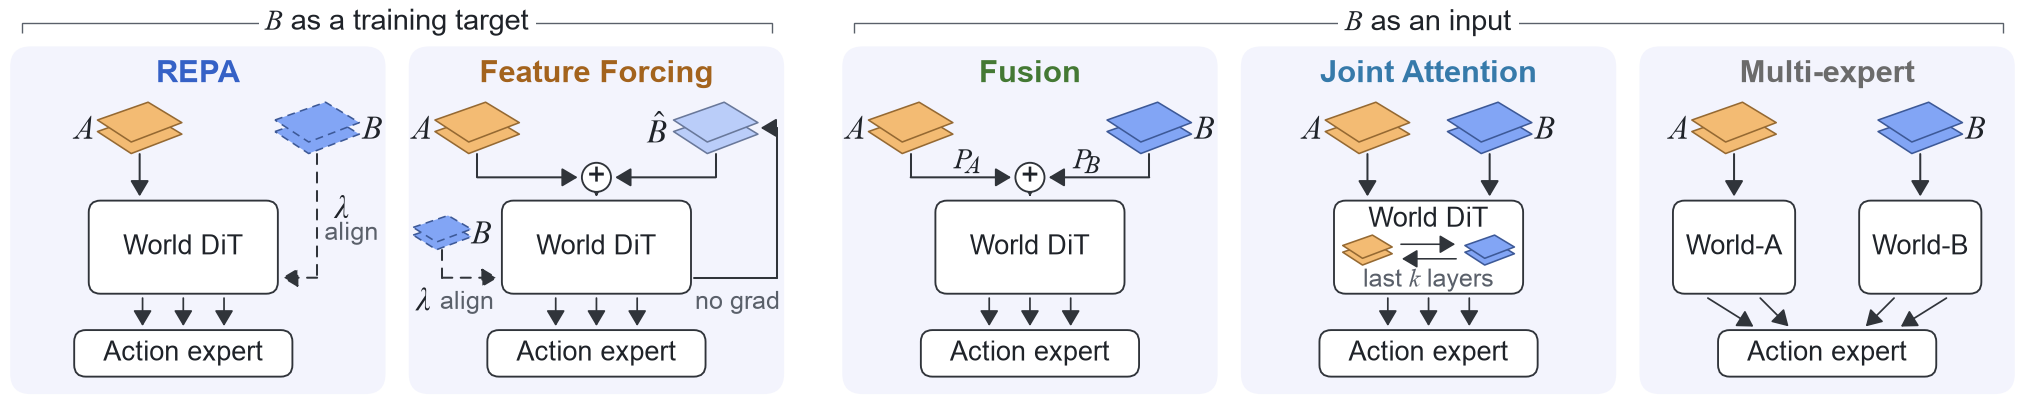 B as a training target
B as an input
REPA
A
B
λ
align
World DiT
Action expert
Feature Forcing
A
B̂
+
B
World DiT
λ align
no grad
Action expert
Fusion
A
B
P_A
P_B
+
World DiT
Action expert
Joint Attention
A
B
World DiT
last k layers
Action expert
Multi-expert
A
B
World-A
World-B
Action expert